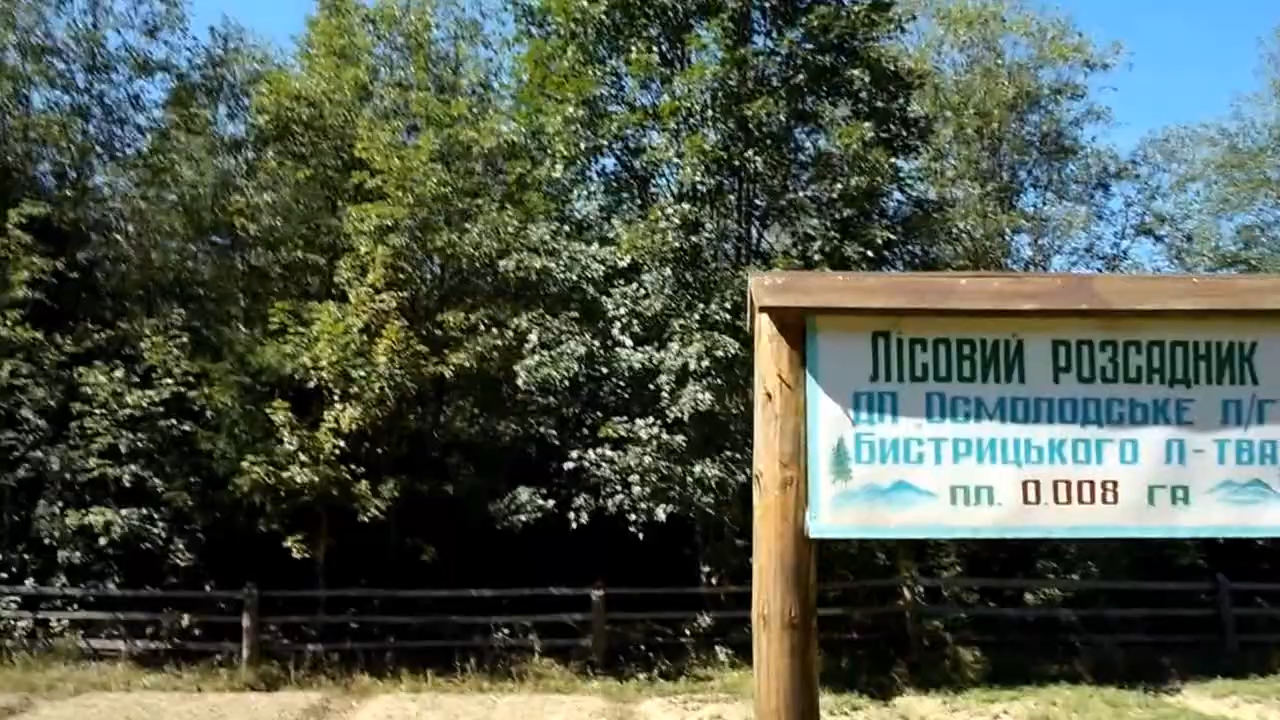 Лісовий розсадник
ДП Осмолодське л/г
Бистрицького л-тва
пл. 0.008 га